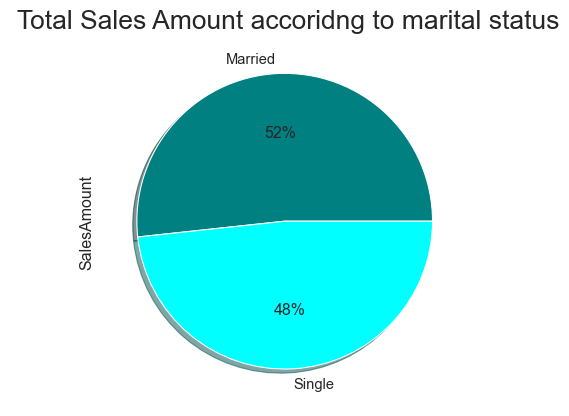 Total Sales Amount accoridng to marital status
Married
52%
SalesAmount
48%
Single